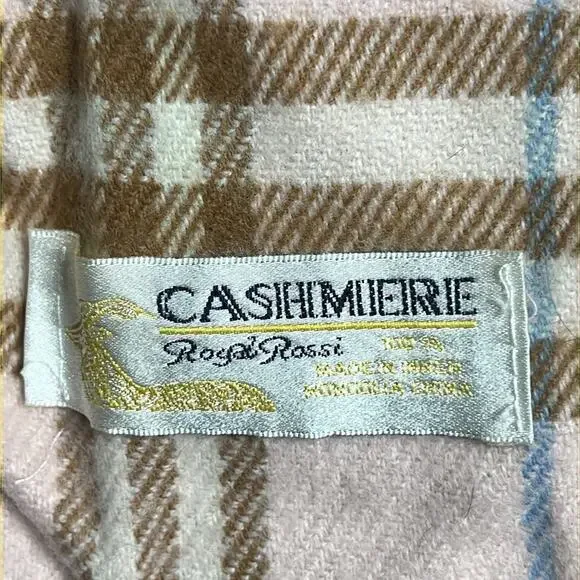 CASHMERE
Royal Rossi
100 %
MADE IN INNER
MONGOLIA CHINA